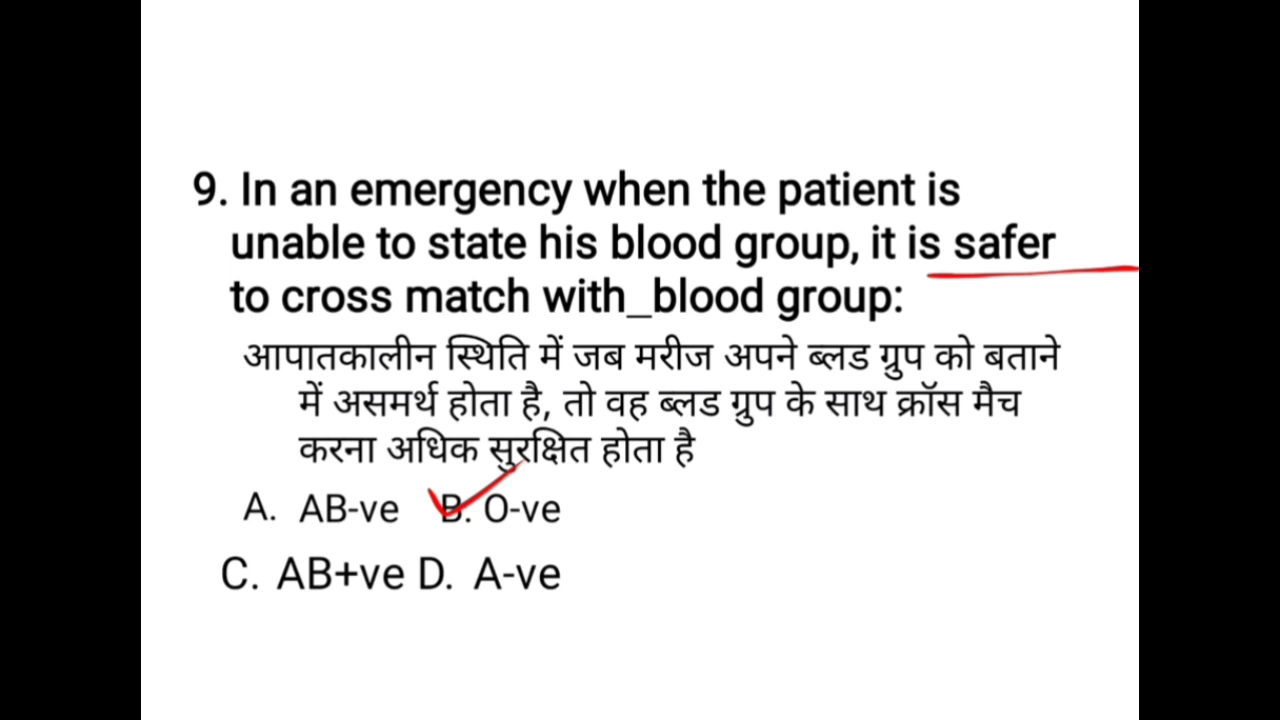 9. In an emergency when the patient is
unable to state his blood group, it is safer
to cross match with_blood group:
आपातकालीन स्थिति में जब मरीज अपने ब्लड ग्रुप को बताने
में असमर्थ होता है, तो वह ब्लड ग्रुप के साथ क्रॉस मैच
करना अधिक सुरक्षित होता है
A. AB-ve B. O-ve
C. AB+ve D. A-ve